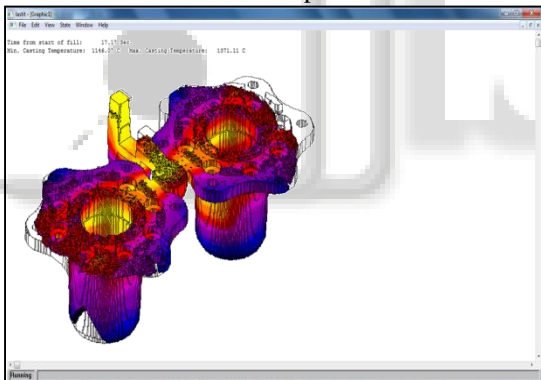 File Edit View State Window Help
Time from start of fill: 17.17 Sec
Min. Casting Temperature: C Max. Casting Temperature: 1371.11 C
Running